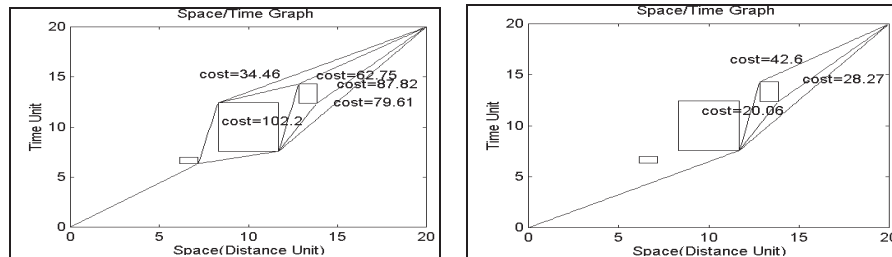 Space/Time Graph
20
15
10
5
0
Time Unit
cost=34.46
cost=62.75
cost=87.82
cost=79.61
cost=102.2
0 5 10 15 20
Space(Distance Unit)
Space/Time Graph
20
15
10
5
0
Time Unit
cost=42.6
cost=28.27
cost=20.06
0 5 10 15 20
Space(Distance Unit)